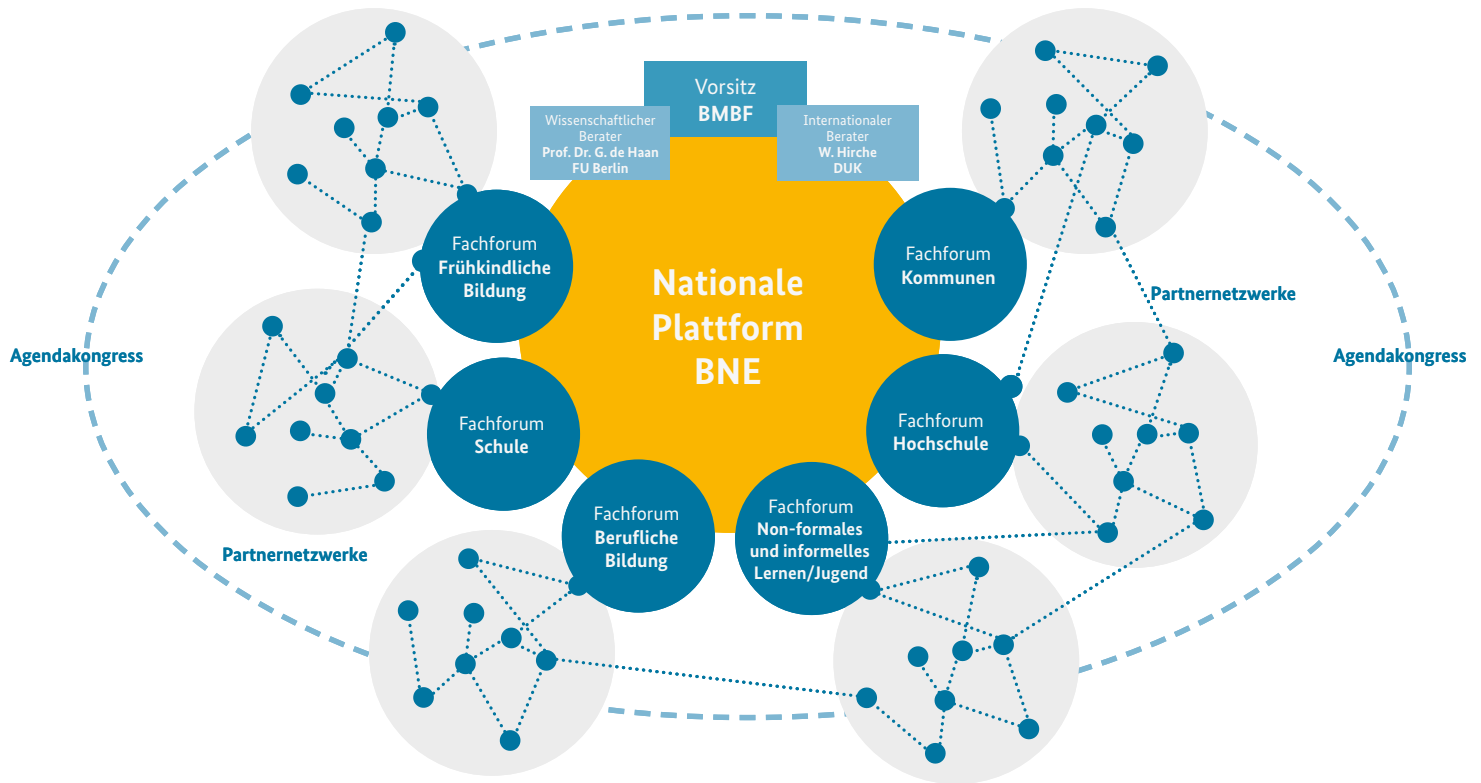 Vorsitz
BMBF
Wissenschaftlicher
Berater
Prof. Dr. G. de Haan
FU Berlin
Internationaler
Berater
W. Hirche
DUK
Fachforum
Frühkindliche
Bildung
Fachforum
Kommunen
Nationale
Plattform
BNE
Partnernetzwerke
Agendakongress
Agendakongress
Fachforum
Schule
Fachforum
Hochschule
Fachforum
Berufliche
Bildung
Fachforum
Non-formales
und informelles
Lernen/Jugend
Partnernetzwerke